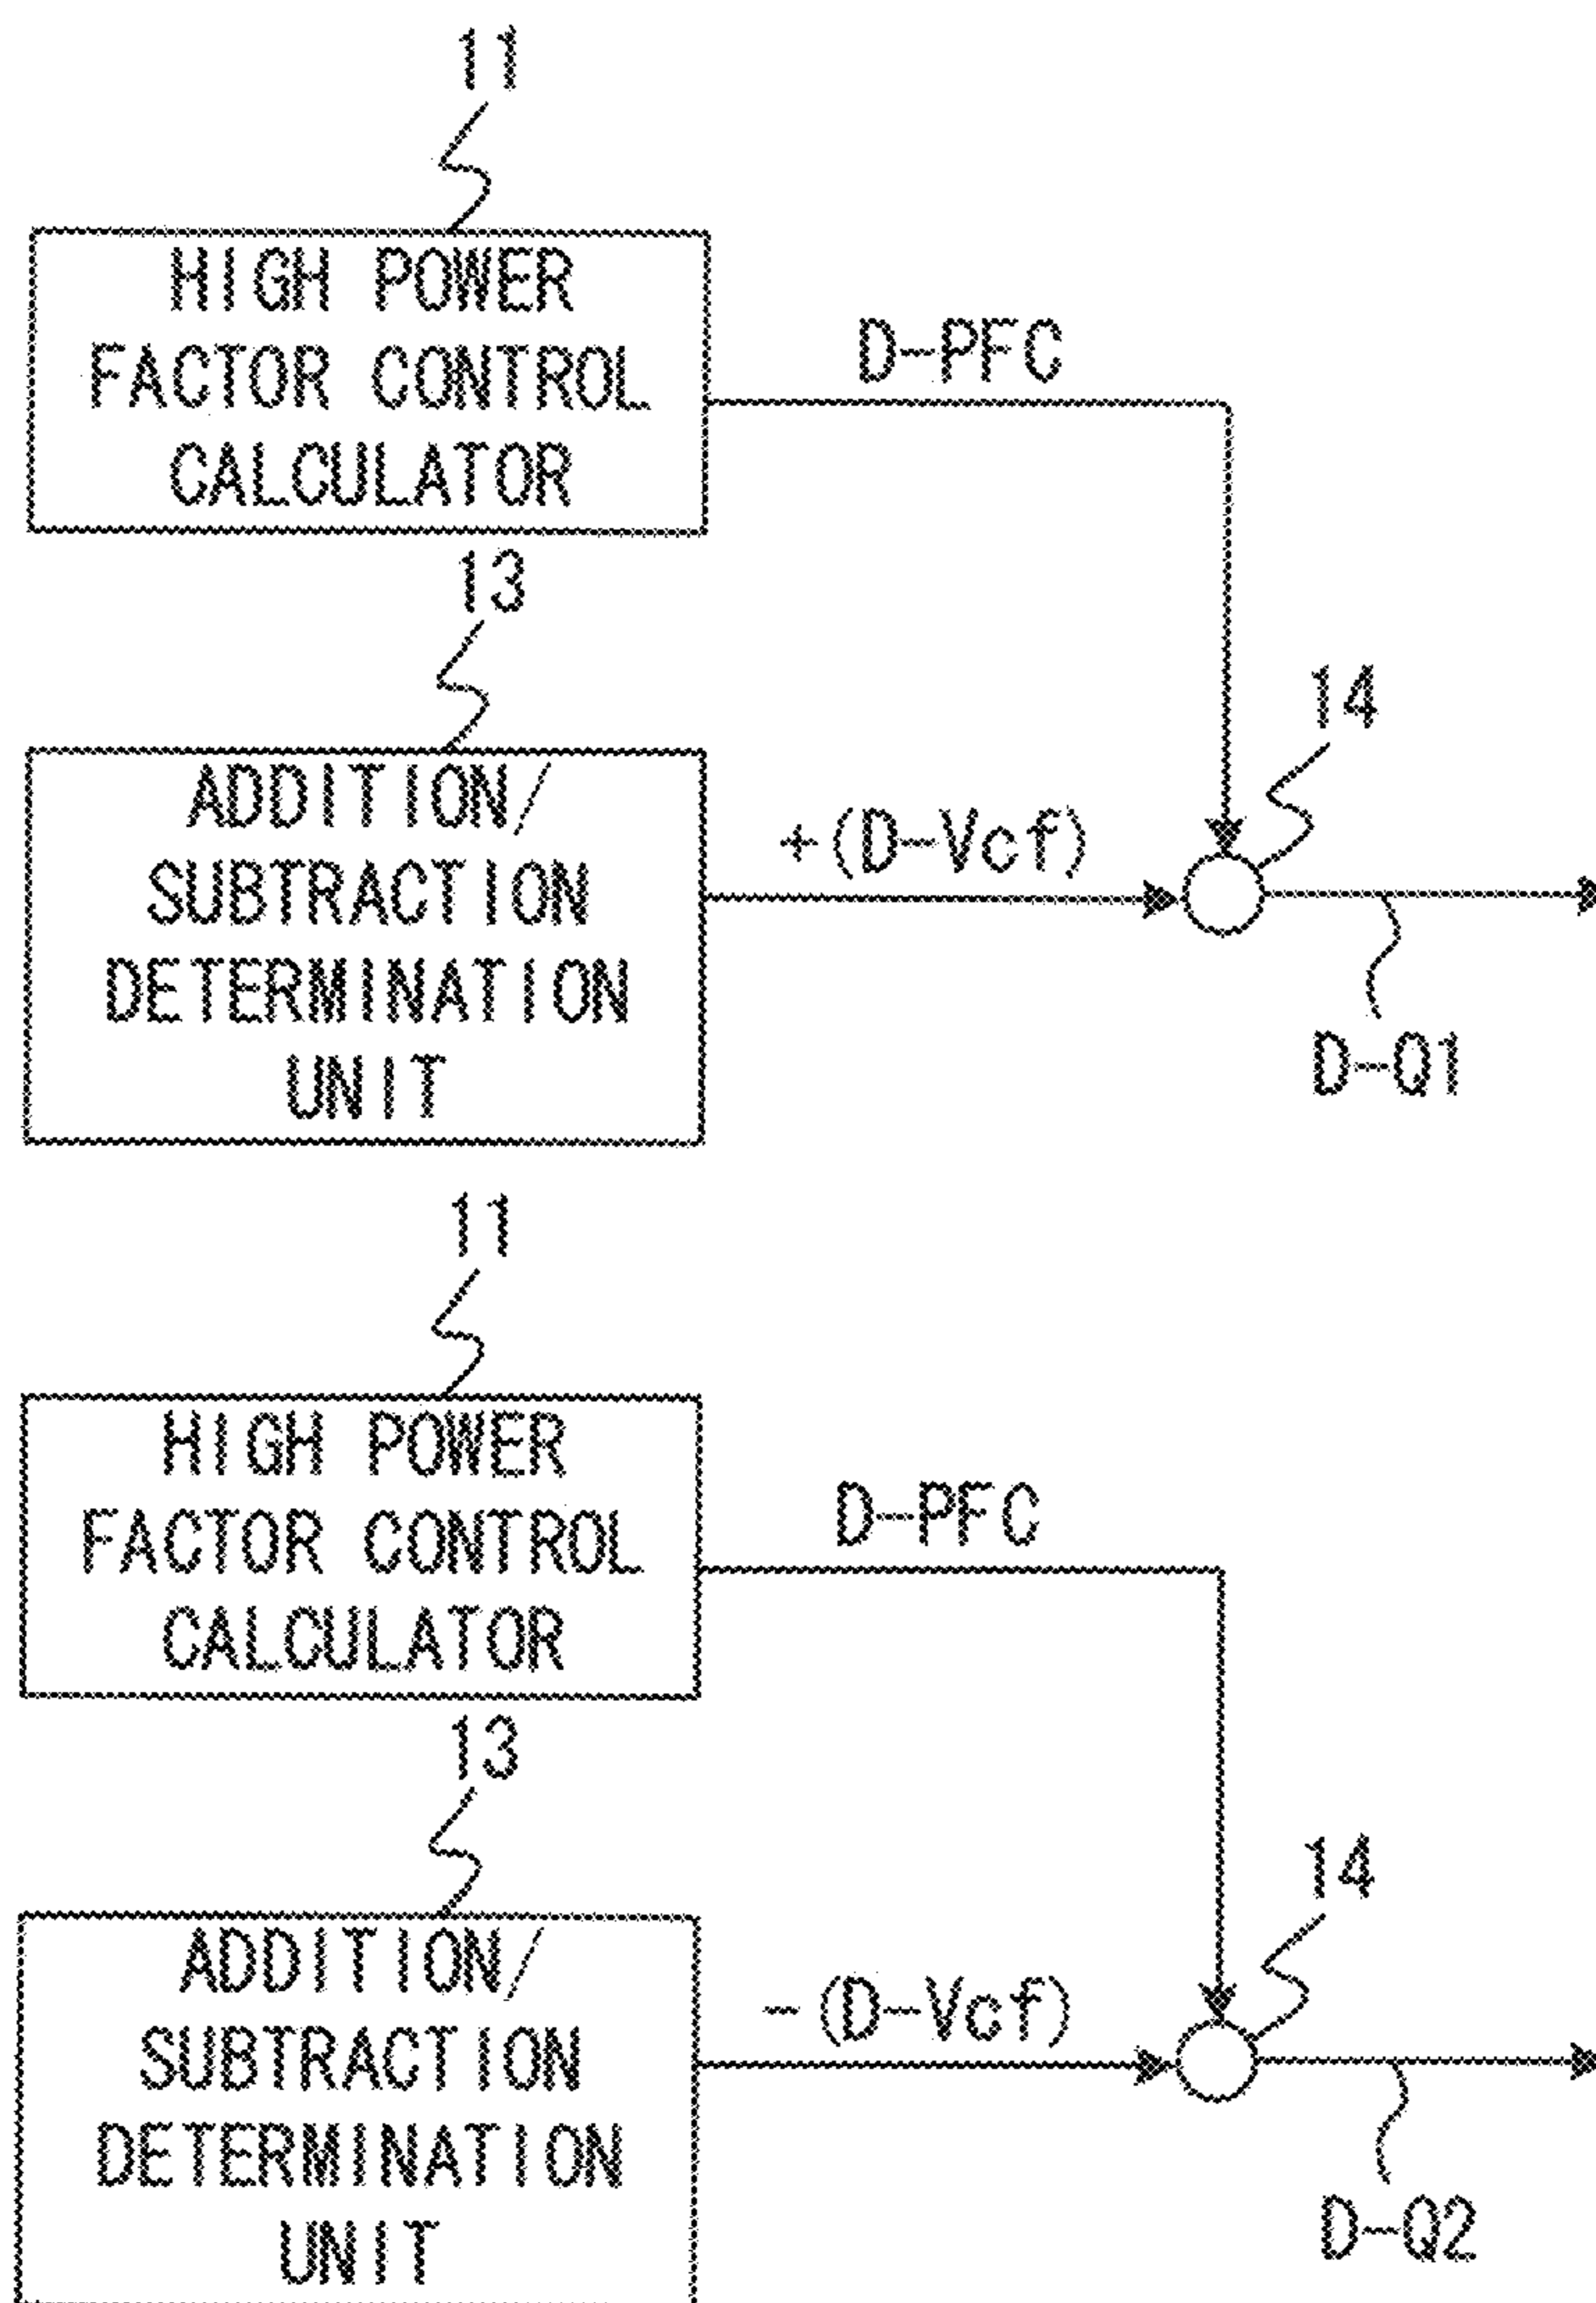 11
HIGH POWER
FACTOR CONTROL
CALCULATOR
D-PFC
13
ADDITION/
SUBTRACTION
DETERMINATION
UNIT
+(D-Vcf)
14
D-Q1
11
HIGH POWER
FACTOR CONTROL
CALCULATOR
D-PFC
13
ADDITION/
SUBTRACTION
DETERMINATION
UNIT
-(D-Vcf)
14
D-Q2